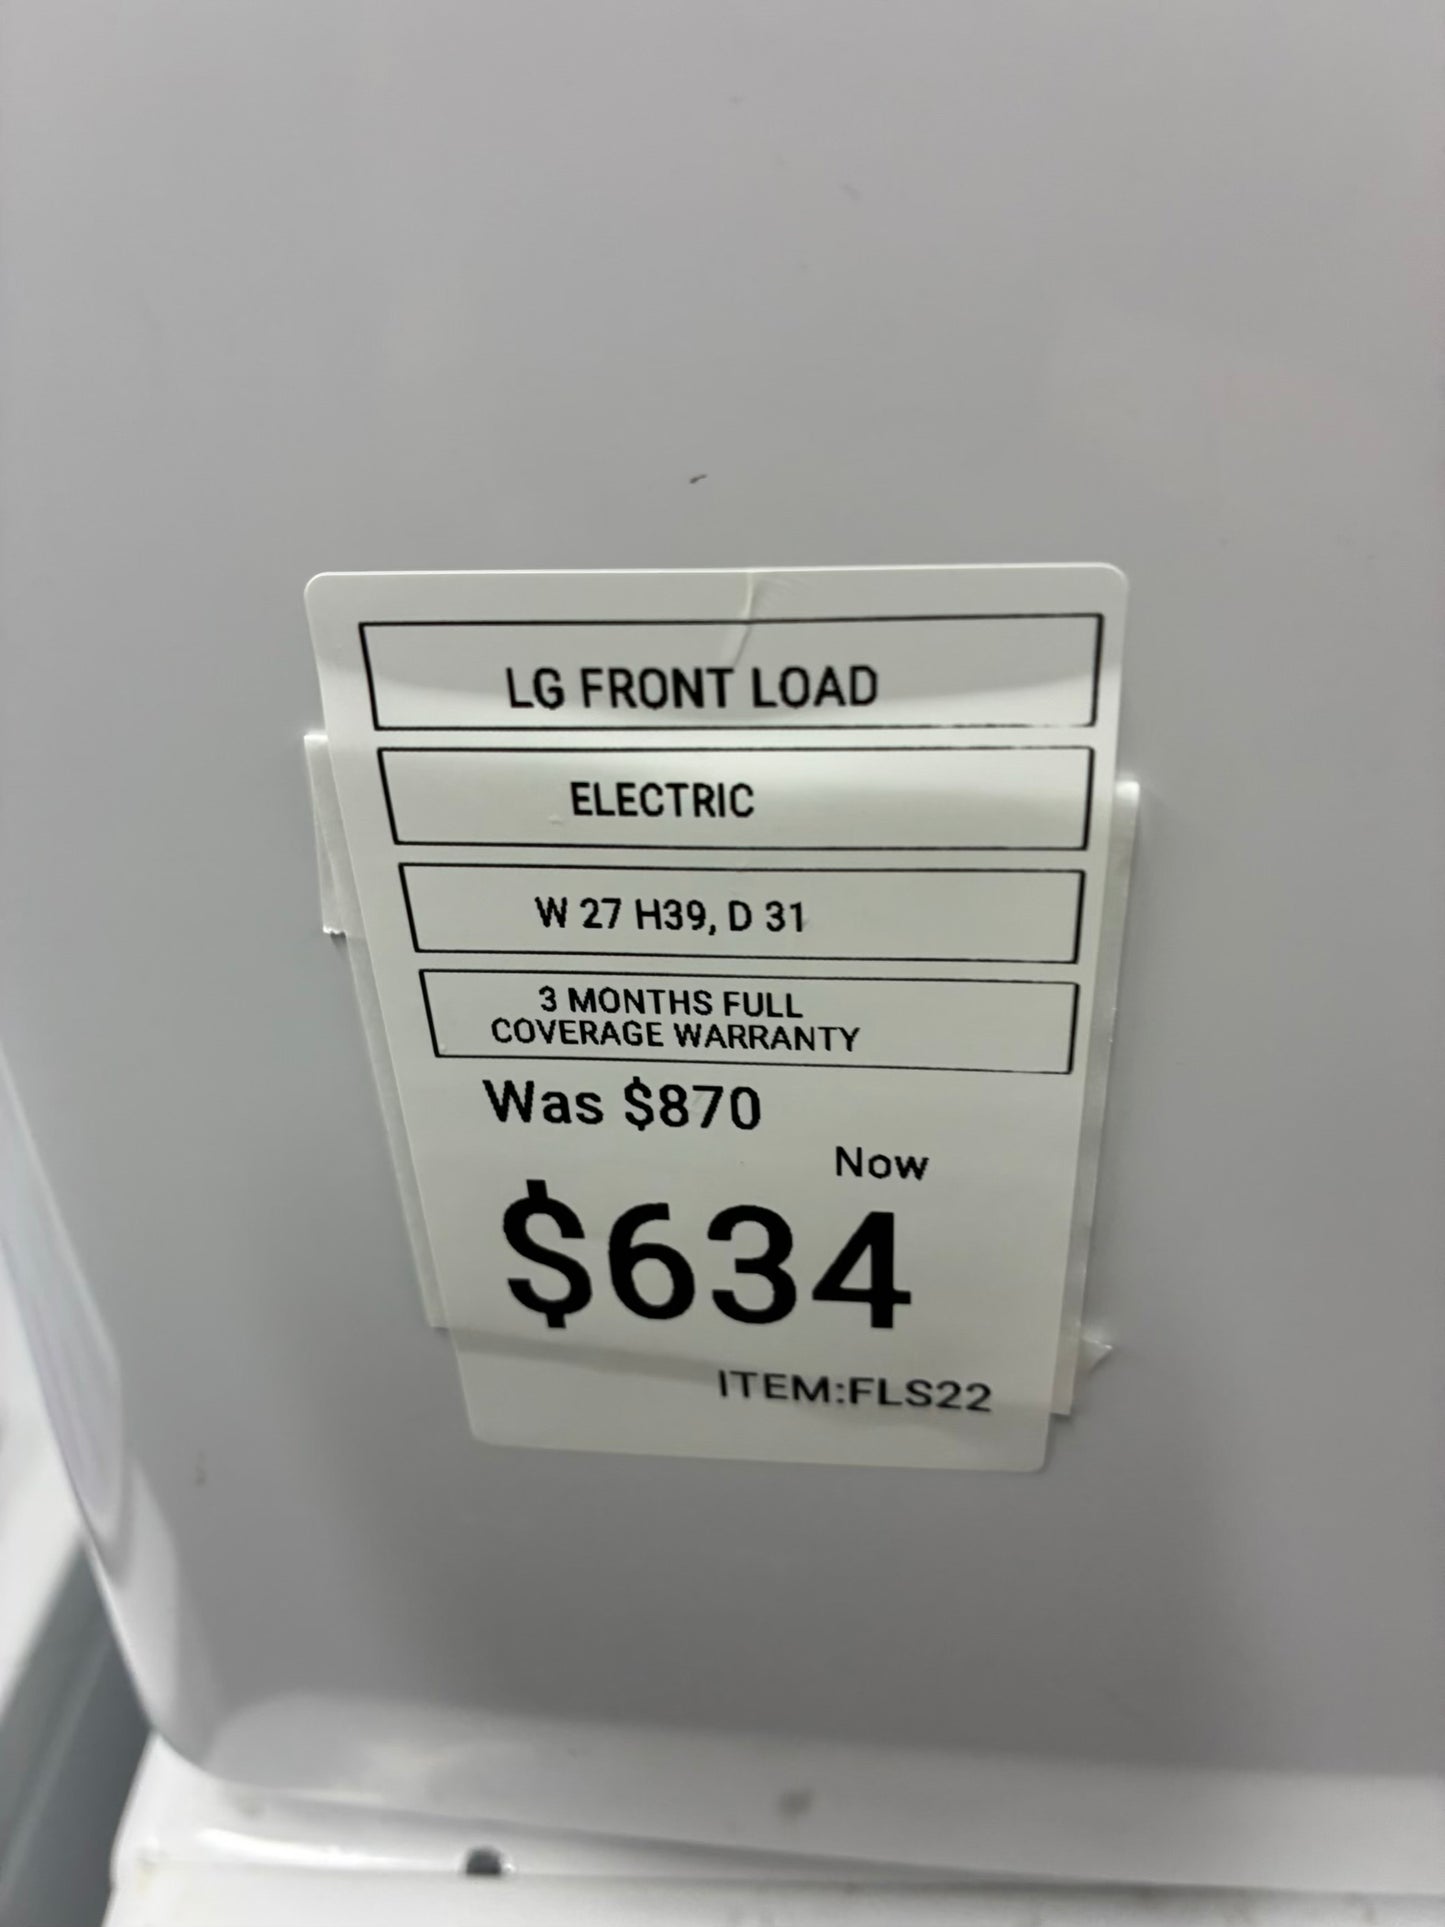 LG FRONT LOAD
ELECTRIC
W 27 H39, D 31
3 MONTHS FULL
COVERAGE WARRANTY
Was $870
Now
$634
ITEM:FLS22